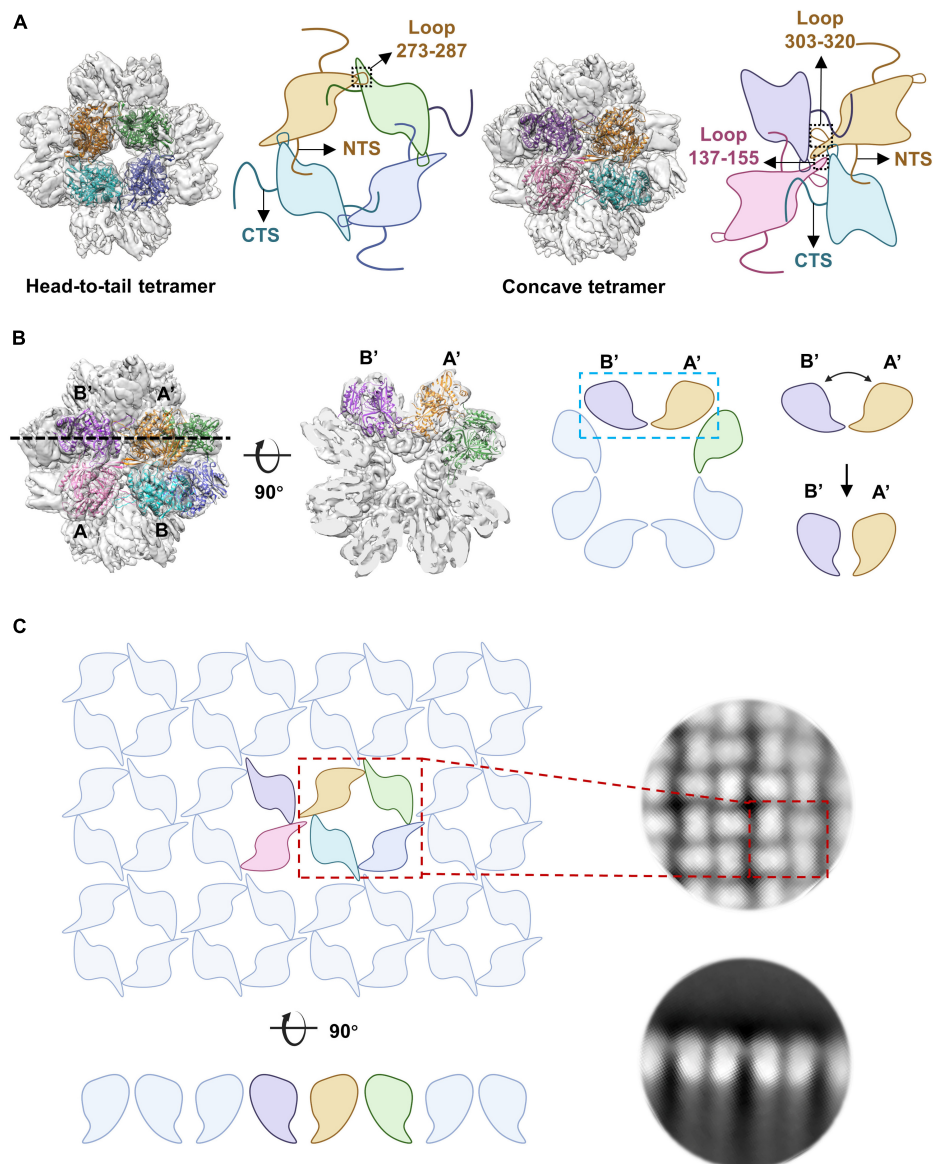 A
Loop
273-287
NTS
CTS
Head-to-tail tetramer
Loop
303-320
Loop
137-155
NTS
CTS
Concave tetramer
B
B’ A’
A B
90°
B’ A’
B’ A’
B’ A’
B’ A’
C
90°